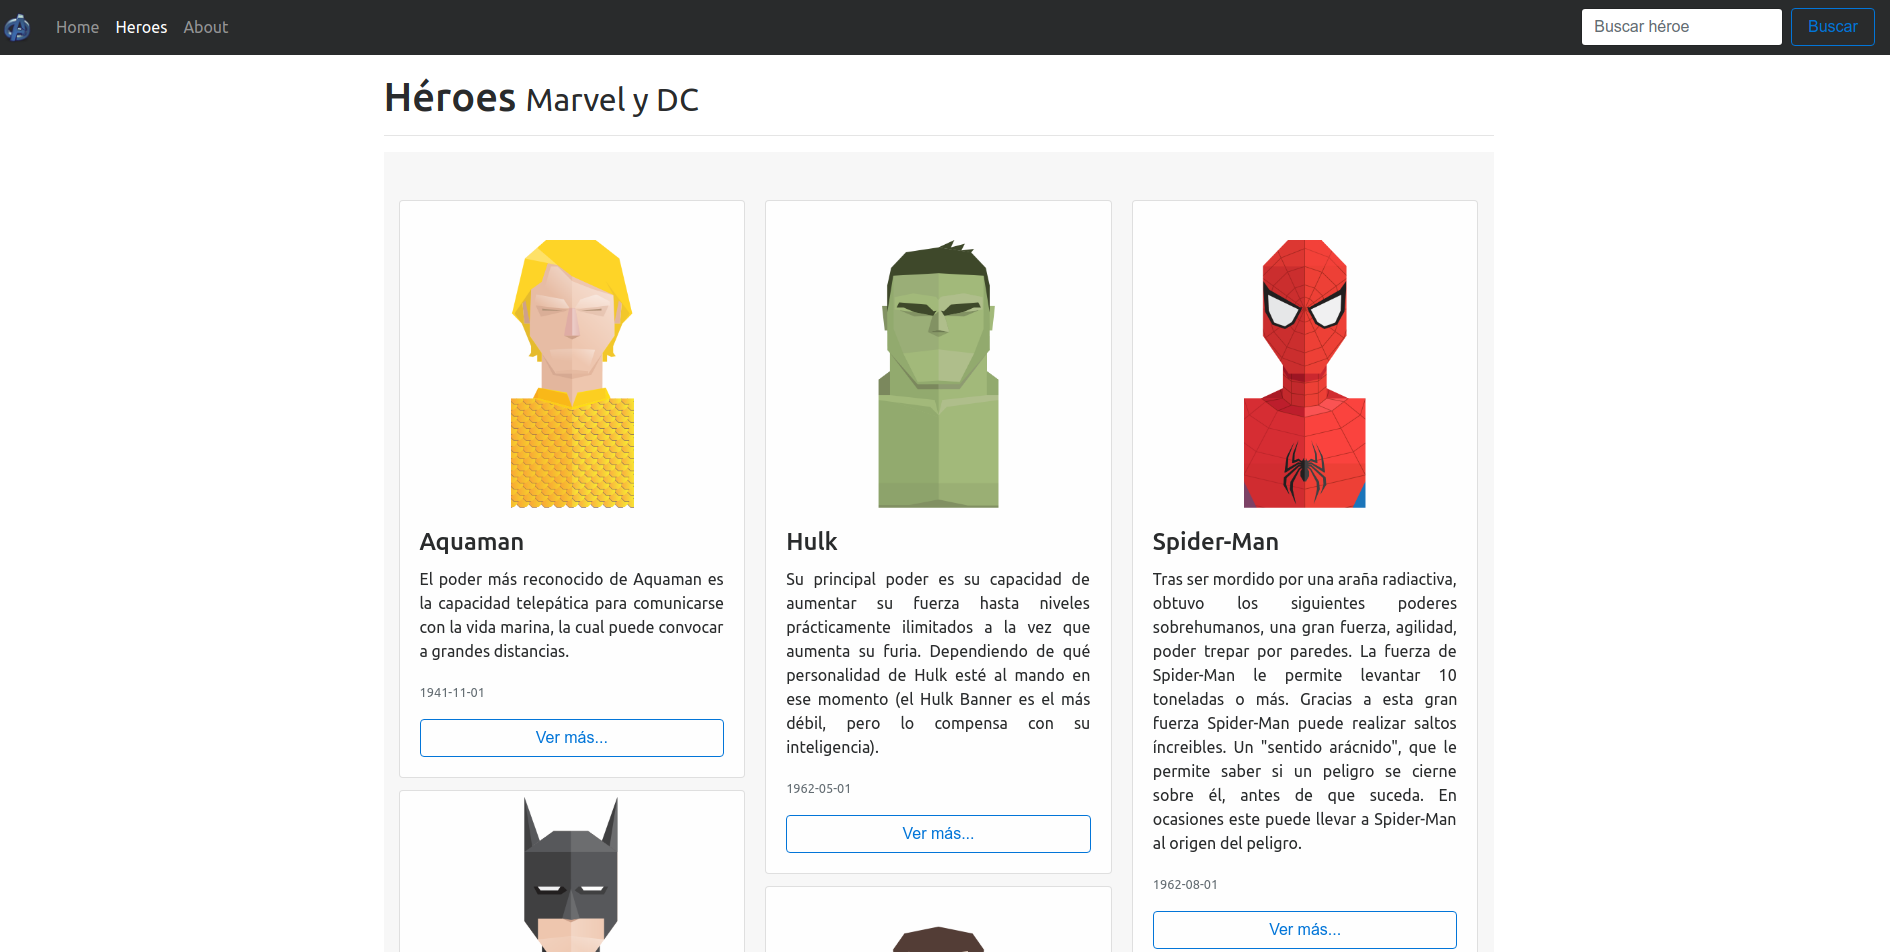 Home Heroes About
Buscar héroe Buscar
Héroes Marvel y DC
Aquaman
El poder más reconocido de Aquaman es
la capacidad telepática para comunicarse
con la vida marina, la cual puede convocar
a grandes distancias.
1941-11-01
Ver más...
Hulk
Su principal poder es su capacidad de
aumentar su fuerza hasta niveles
prácticamente ilimitados a la vez que
aumenta su furia. Dependiendo de qué
personalidad de Hulk esté al mando en
ese momento (el Hulk Banner es el más
débil, pero lo compensa con su
inteligencia).
1962-05-01
Ver más...
Spider-Man
Tras ser mordido por una araña radiactiva,
obtuvo los siguientes poderes
sobrehumanos, una gran fuerza, agilidad,
poder trepar por paredes. La fuerza de
Spider-Man le permite levantar 10
toneladas o más. Gracias a esta gran
fuerza Spider-Man puede realizar saltos
íncreibles. Un "sentido arácnido", que le
permite saber si un peligro se cierne
sobre él, antes de que suceda. En
ocasiones este puede llevar a Spider-Man
al origen del peligro.
1962-08-01
Ver más...